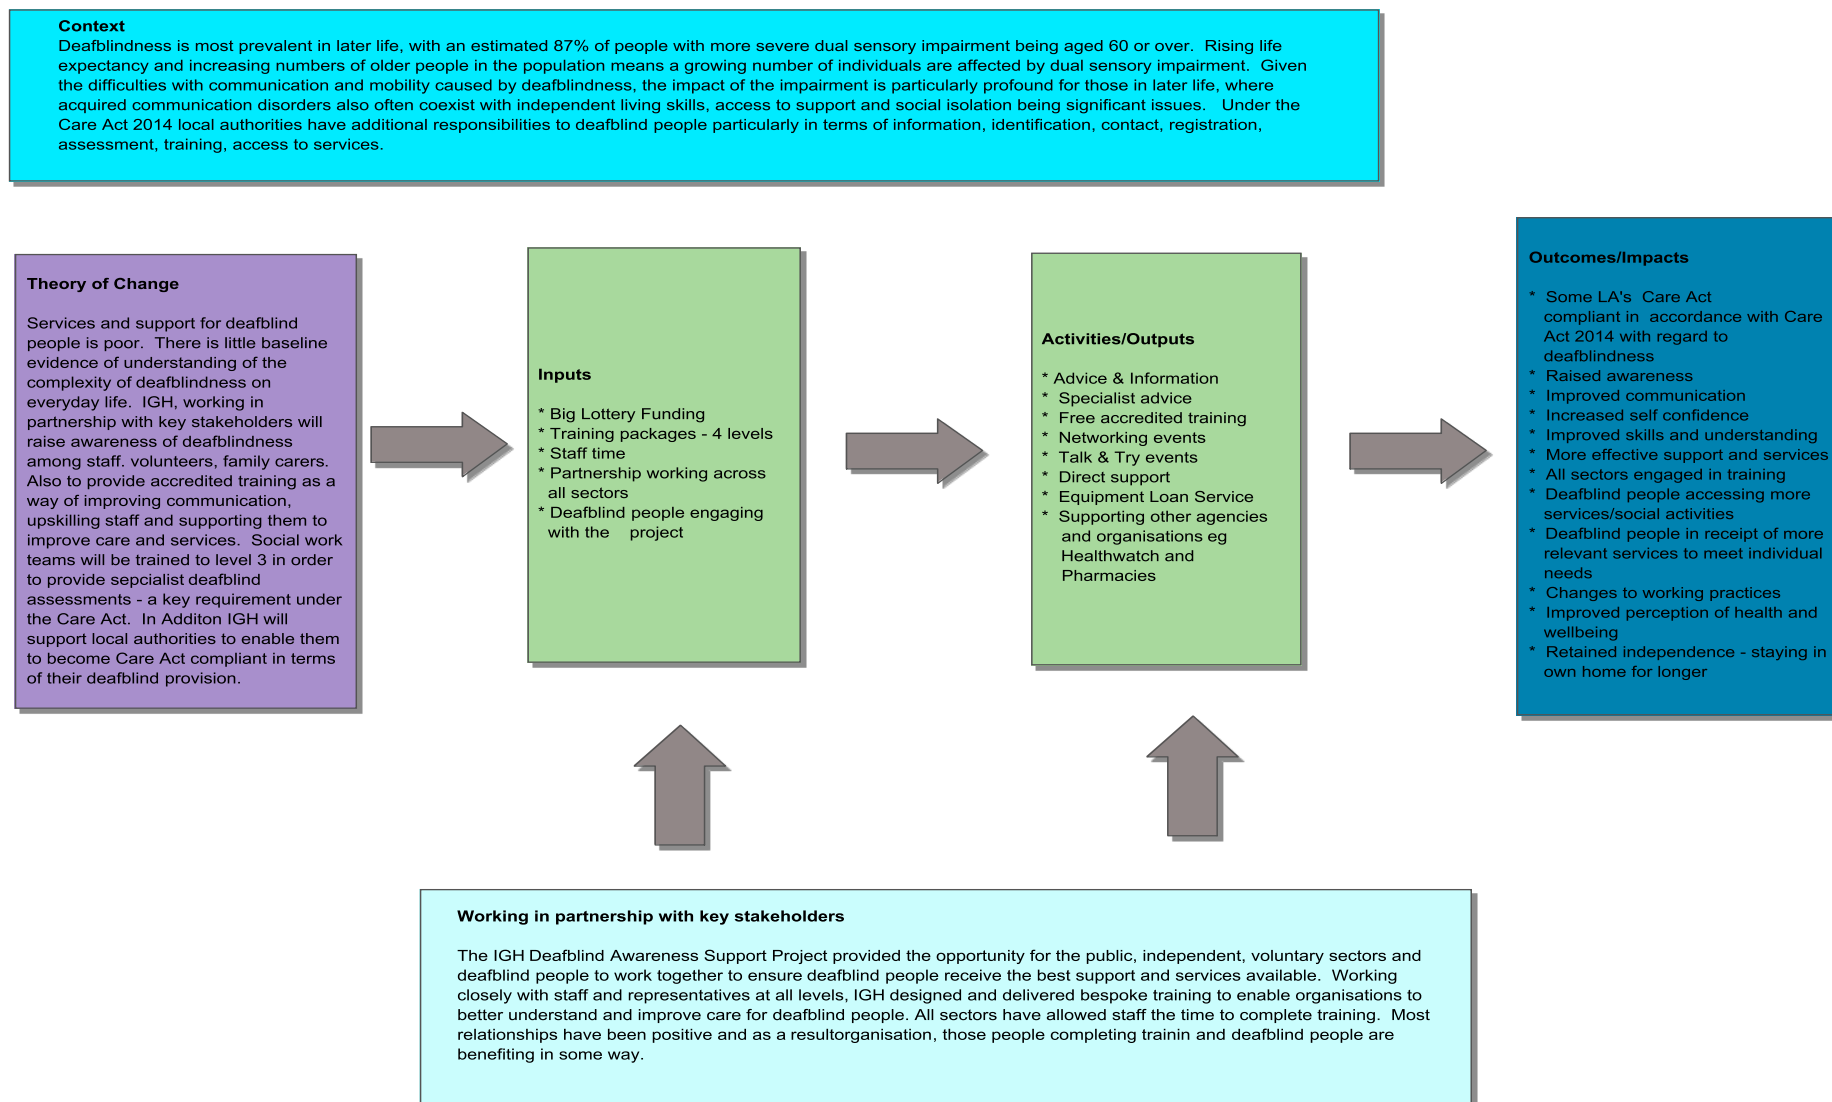 Context
Deafblindness is most prevalent in later life, with an estimated 87% of people with more severe dual sensory impairment being aged 60 or over. Rising life
expectancy and increasing numbers of older people in the population means a growing number of individuals are affected by dual sensory impairment. Given
the difficulties with communication and mobility caused by deafblindness, the impact of the impairment is particularly profound for those in later life, where
acquired communication disorders also often coexist with independent living skills, access to support and social isolation being significant issues. Under the
Care Act 2014 local authorities have additional responsibilities to deafblind people particularly in terms of information, identification, contact, registration,
assessment, training, access to services.
Theory of Change
Services and support for deafblind
people is poor. There is little baseline
evidence of understanding of the
complexity of deafblindness on
everyday life. IGH, working in
partnership with key stakeholders will
raise awareness of deafblindness
among staff. volunteers, family carers.
Also to provide accredited training as a
way of improving communication,
upskilling staff and supporting them to
improve care and services. Social work
teams will be trained to level 3 in order
to provide sepcialist deafblind
assessments - a key requirement under
the Care Act. In Additon IGH will
support local authorities to enable them
to become Care Act compliant in terms
of their deafblind provision.
Inputs
* Big Lottery Funding
* Training packages - 4 levels
* Staff time
* Partnership working across
all sectors
* Deafblind people engaging
with the project
Activities/Outputs
* Advice & Information
* Specialist advice
* Free accredited training
* Networking events
* Talk & Try events
* Direct support
* Equipment Loan Service
* Supporting other agencies
and organisations eg
Healthwatch and
Pharmacies
Outcomes/Impacts
* Some LA's Care Act
compliant in accordance with Care
Act 2014 with regard to
deafblindness
* Raised awareness
* Improved communication
* Increased self confidence
* Improved skills and understanding
* More effective support and services
* All sectors engaged in training
* Deafblind people accessing more
services/social activities
* Deafblind people in receipt of more
relevant services to meet individual
needs
* Changes to working practices
* Improved perception of health and
wellbeing
* Retained independence - staying in
own home for longer
Working in partnership with key stakeholders
The IGH Deafblind Awareness Support Project provided the opportunity for the public, independent, voluntary sectors and
deafblind people to work together to ensure deafblind people receive the best support and services available. Working
closely with staff and representatives at all levels, IGH designed and delivered bespoke training to enable organisations to
better understand and improve care for deafblind people. All sectors have allowed staff the time to complete training. Most
relationships have been positive and as a resultorganisation, those people completing trainin and deafblind people are
benefiting in some way.